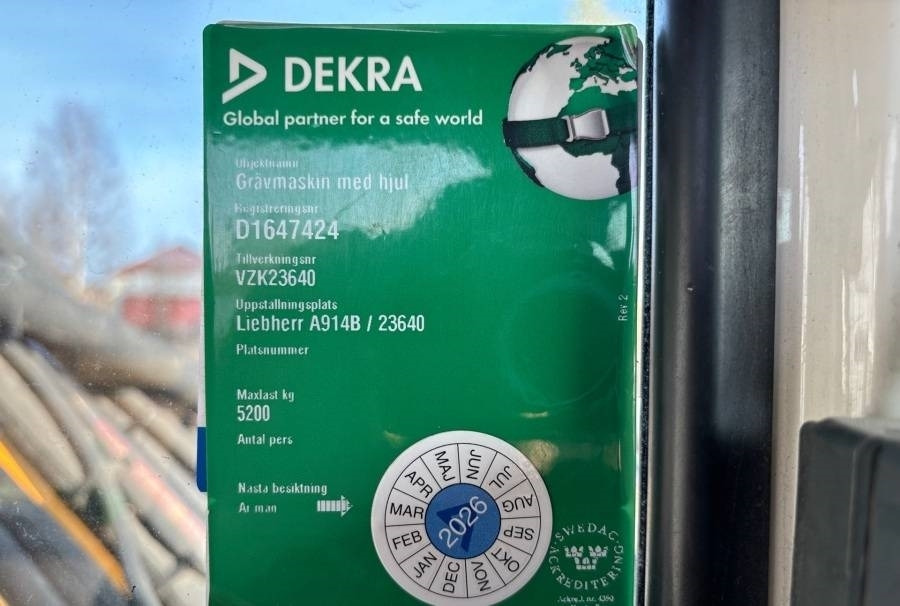 DEKRA
Global partner for a safe world
Objektnamn
Grävmaskin med hjul
Registreringsnr
D1647424
Tillverkningsnr
VZK23640
Uppställningsplats
Liebherr A914B / 23640
Platsnummer
Maxlast kg
5200
Antal pers
Nästa besiktning
År mån
JAN
FEB
MAR
APR
MAJ
JUN
JUL
AUG
SEP
OKT
NOV
DEC
2026
SWEDAC
ACKREDITERING
Rev 2